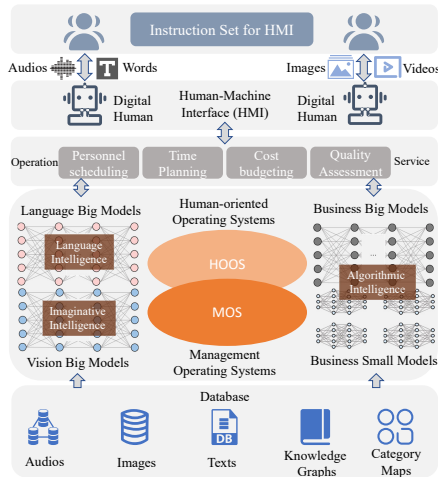 Instruction Set for HMI
Audios
T
Words
Images
Videos
Digital
Human
Human-Machine
Interface (HMI)
Digital
Human
Operation
Personnel
scheduling
Time
Planning
Cost
budgeting
Quality
Assessment
Service
Language Big Models
Human-oriented
Operating Systems
Business Big Models
Language
Intelligence
HOOS
...
Algorithmic
Intelligence
Imaginative
Intelligence
MOS
Vision Big Models
Management
Operating Systems
Business Small Models
Database
DB
Audios
Images
Texts
Knowledge
Graphs
Category
Maps